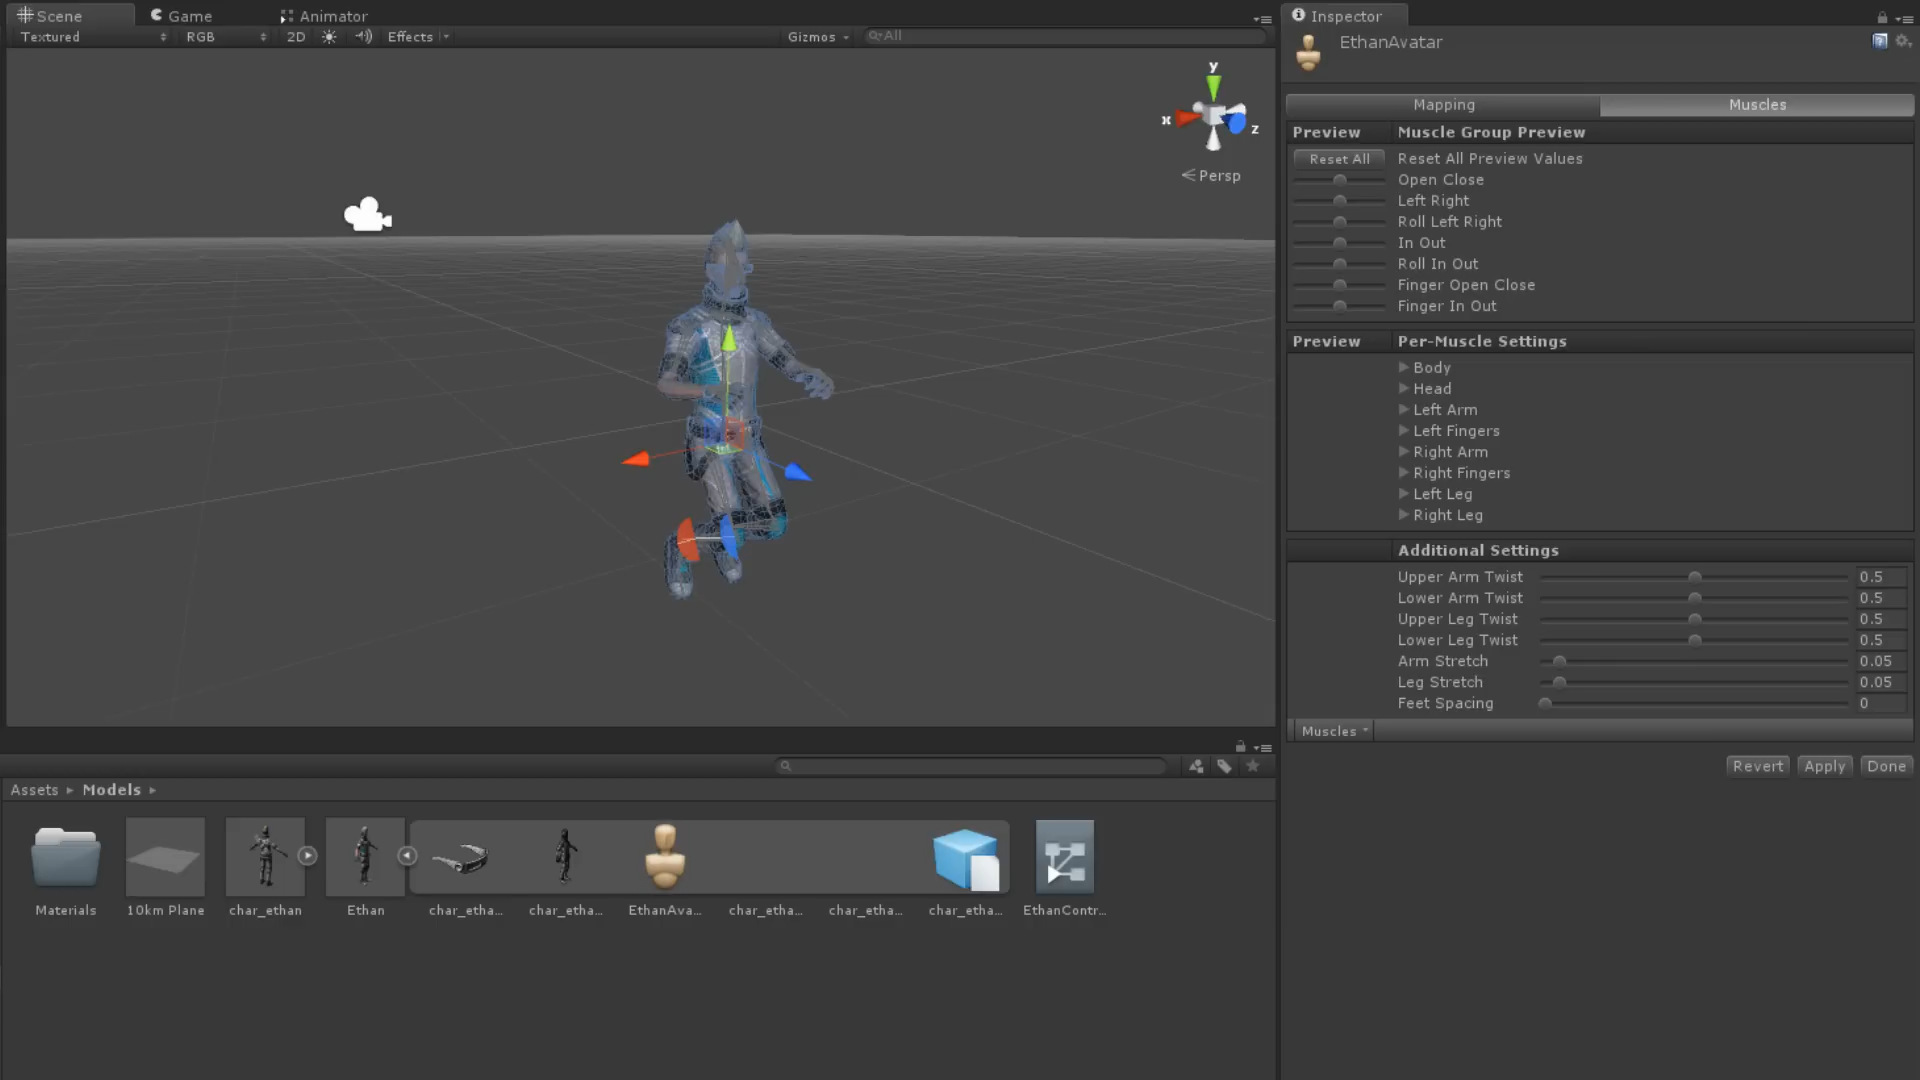 Scene
Game
Animator
Textured
RGB
2D
Effects
Gizmos
All
y
x
z
Persp
Inspector
EthanAvatar
Mapping
Muscles
Preview
Muscle Group Preview
Reset All
Reset All Preview Values
Open Close
Left Right
Roll Left Right
In Out
Roll In Out
Finger Open Close
Finger In Out
Preview
Per-Muscle Settings
Body
Head
Left Arm
Left Fingers
Right Arm
Right Fingers
Left Leg
Right Leg
Additional Settings
Upper Arm Twist 0.5
Lower Arm Twist 0.5
Upper Leg Twist 0.5
Lower Leg Twist 0.5
Arm Stretch 0.05
Leg Stretch 0.05
Feet Spacing 0
Muscles
Revert Apply Done
Assets Models
Materials
10km Plane
char_ethan
Ethan
char_etha...
char_etha...
EthanAva...
char_etha...
char_etha...
char_etha...
EthanContr...